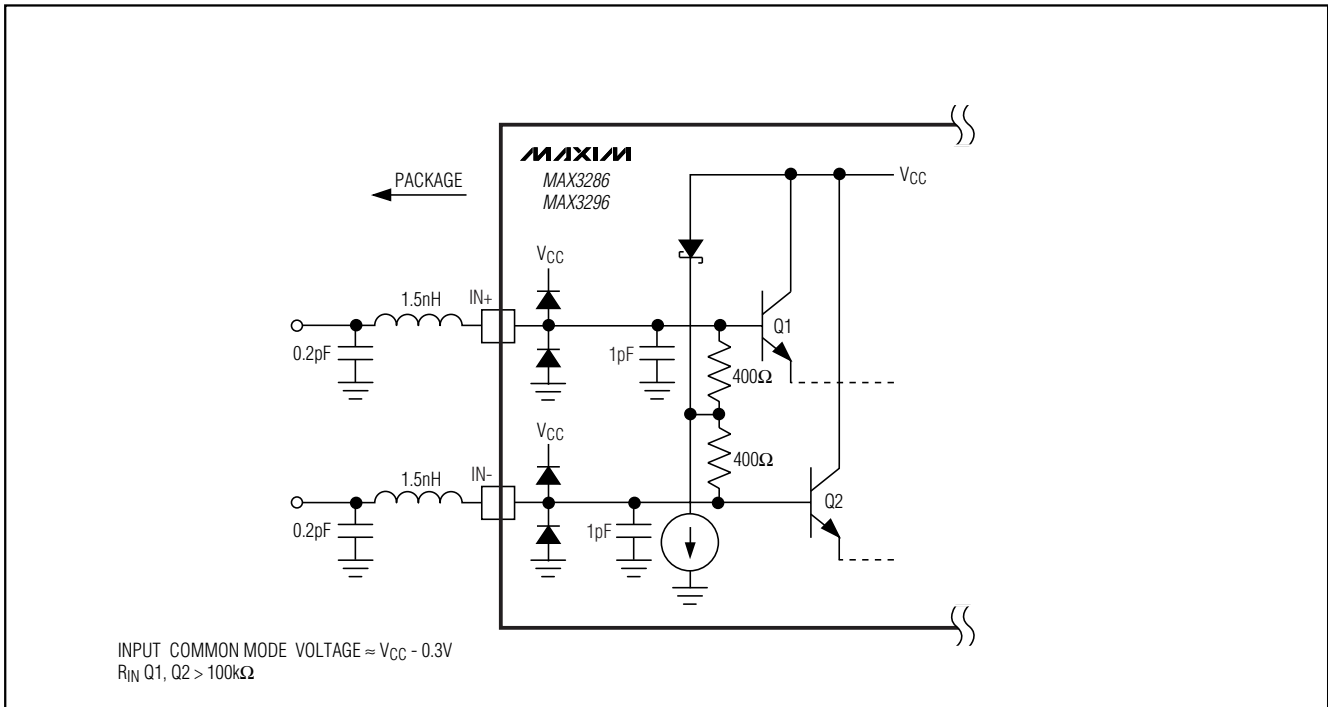 MAXIM
MAX3286
MAX3296
PACKAGE
VCC
VCC
1.5nH
IN+
Q1
0.2pF
1pF
400Ω
VCC
400Ω
1.5nH
IN-
Q2
0.2pF
1pF
INPUT COMMON MODE VOLTAGE ≈ VCC - 0.3V
RIN Q1, Q2 > 100kΩ